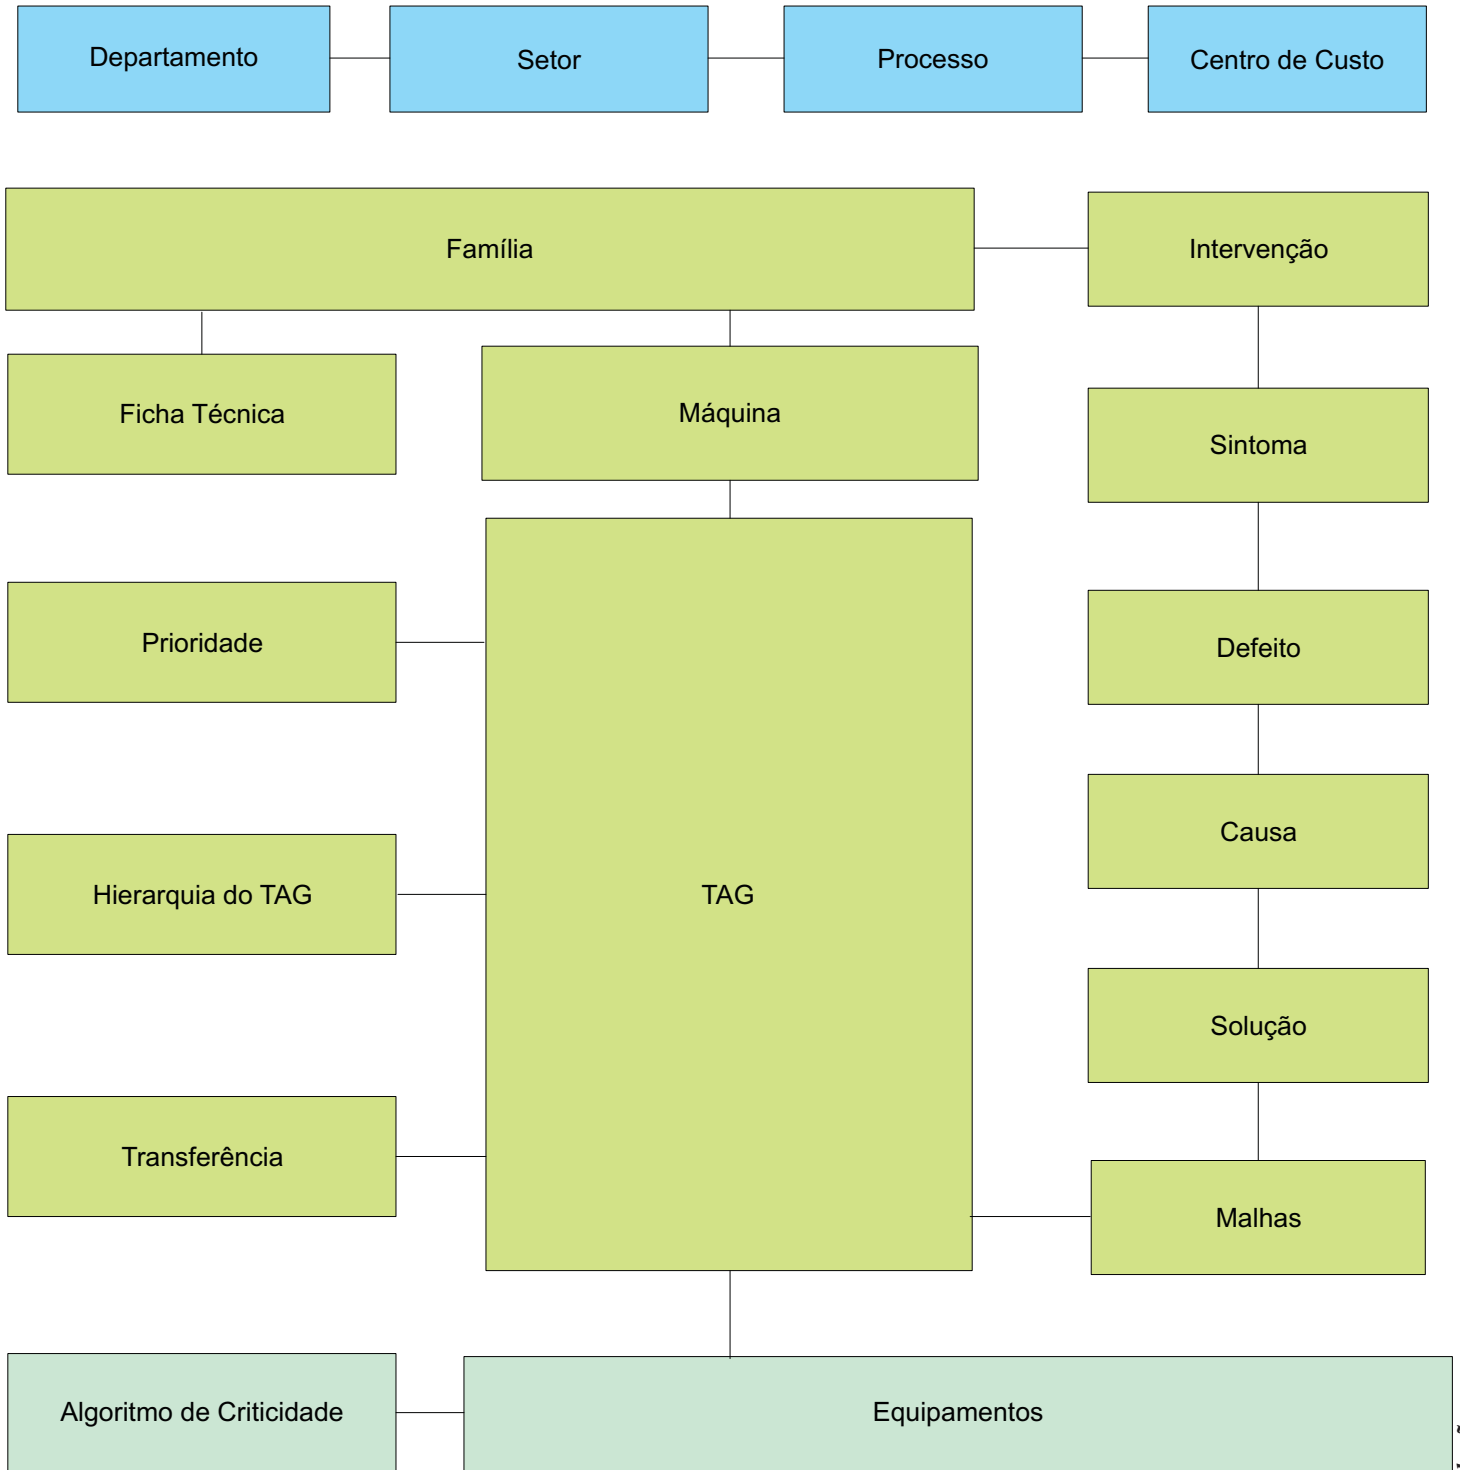 Departamento
Setor
Processo
Centro de Custo
Família
Intervenção
Ficha Técnica
Máquina
Sintoma
Prioridade
Defeito
Causa
Hierarquia do TAG
TAG
Solução
Transferência
Malhas
Algoritmo de Criticidade
Equipamentos